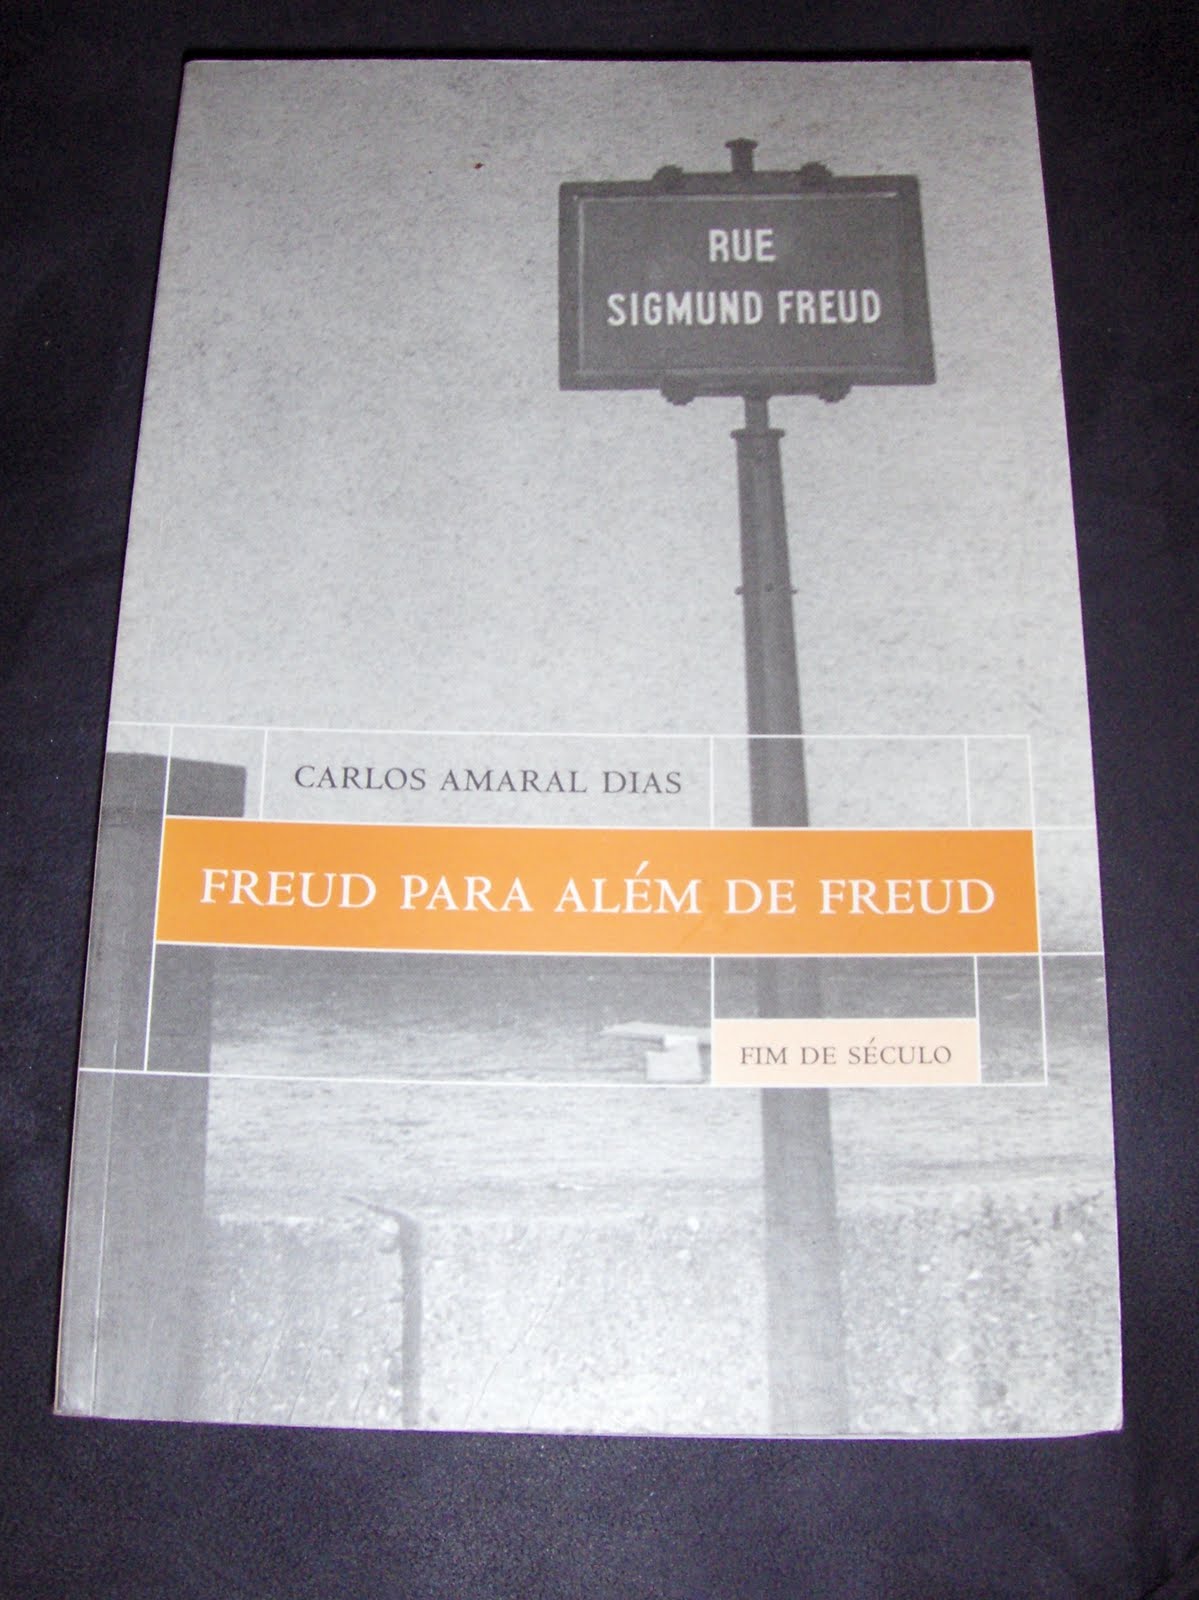 RUE
SIGMUND FREUD
CARLOS AMARAL DIAS
FREUD PARA ALÉM DE FREUD
FIM DE SÉCULO